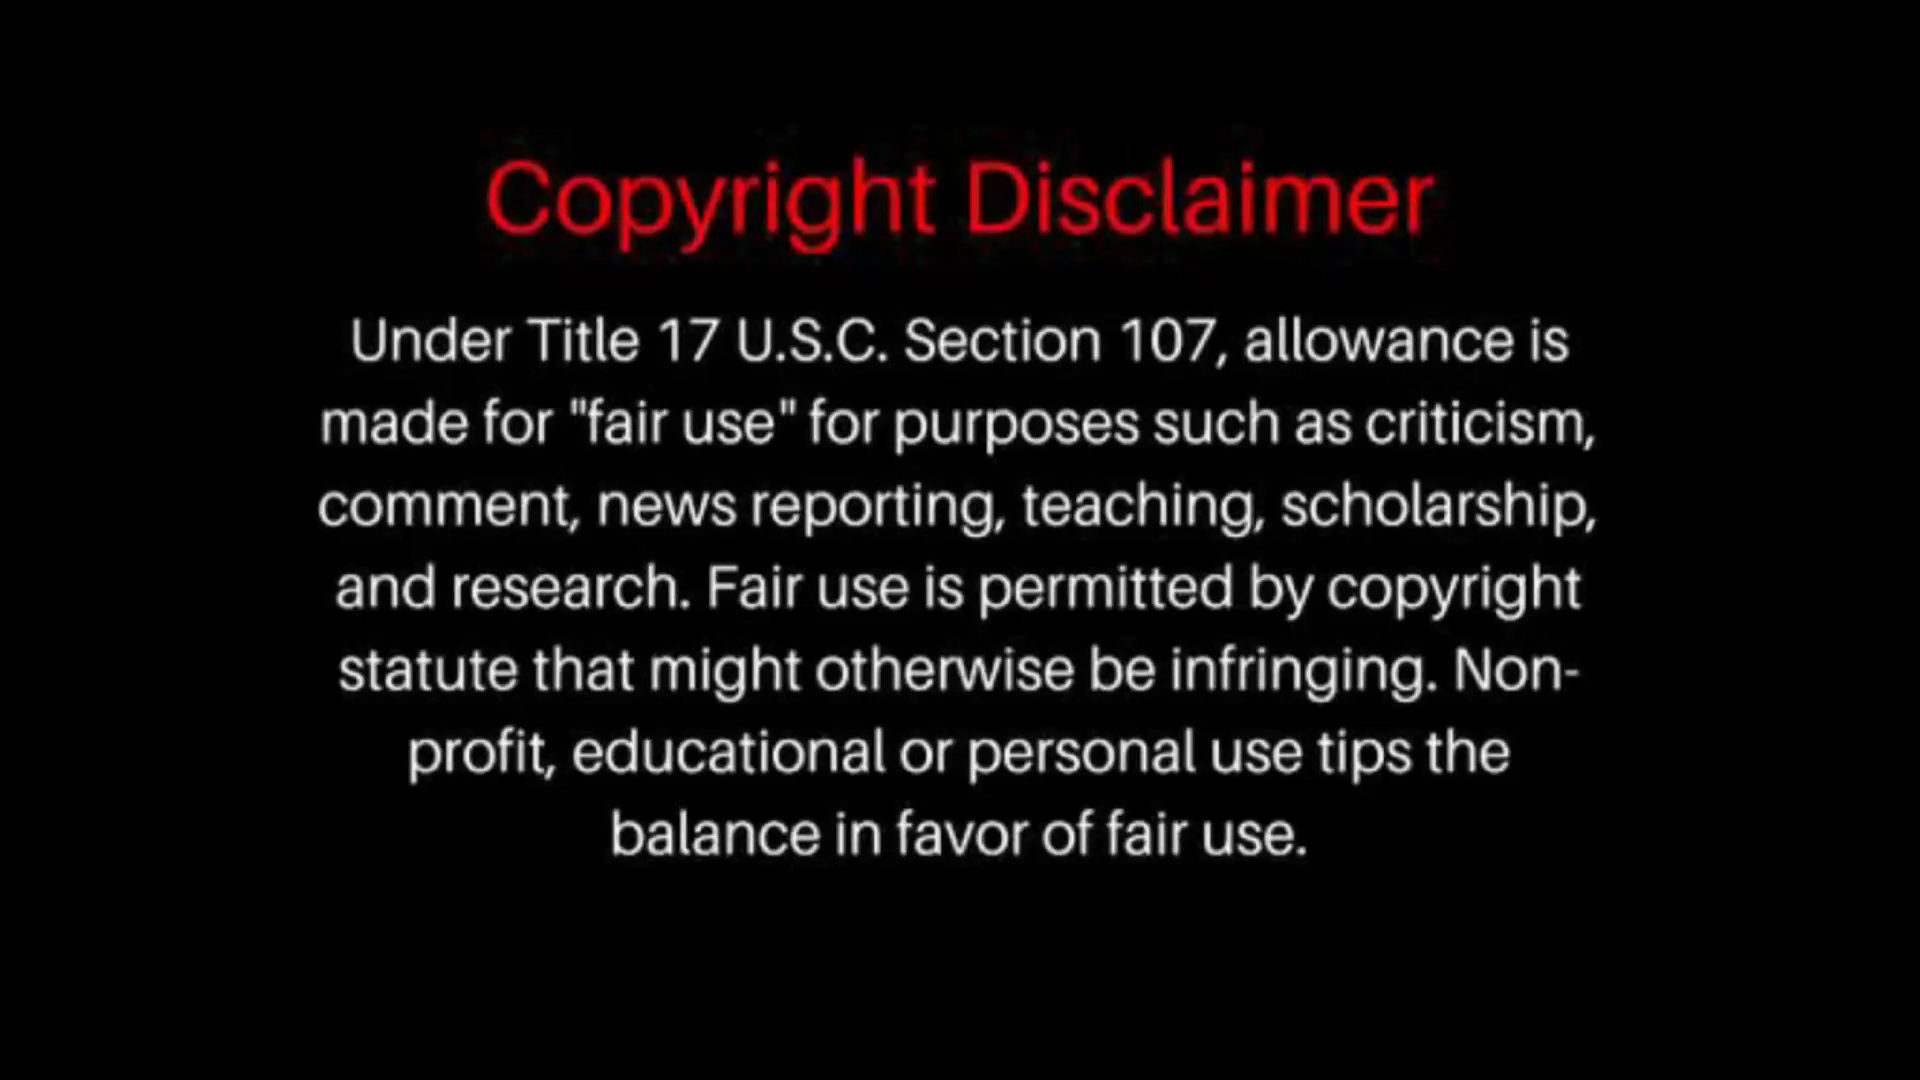 Copyright Disclaimer
Under Title 17 U.S.C. Section 107, allowance is
made for "fair use" for purposes such as criticism,
comment, news reporting, teaching, scholarship,
and research. Fair use is permitted by copyright
statute that might otherwise be infringing. Non-
profit, educational or personal use tips the
balance in favor of fair use.